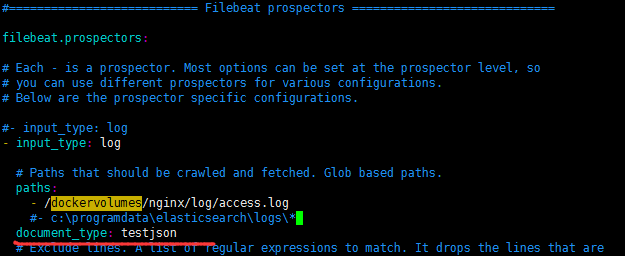 #=========================== Filebeat prospectors =============================
filebeat.prospectors:
# Each - is a prospector. Most options can be set at the prospector level, so
# you can use different prospectors for various configurations.
# Below are the prospector specific configurations.
#- input_type: log
- input_type: log
# Paths that should be crawled and fetched. Glob based paths.
paths:
- /dockervolumes/nginx/log/access.log
#- c:\programdata\elasticsearch\logs\*
document_type: testjson
# Exclude lines. A list of regular expressions to match. It drops the lines that are